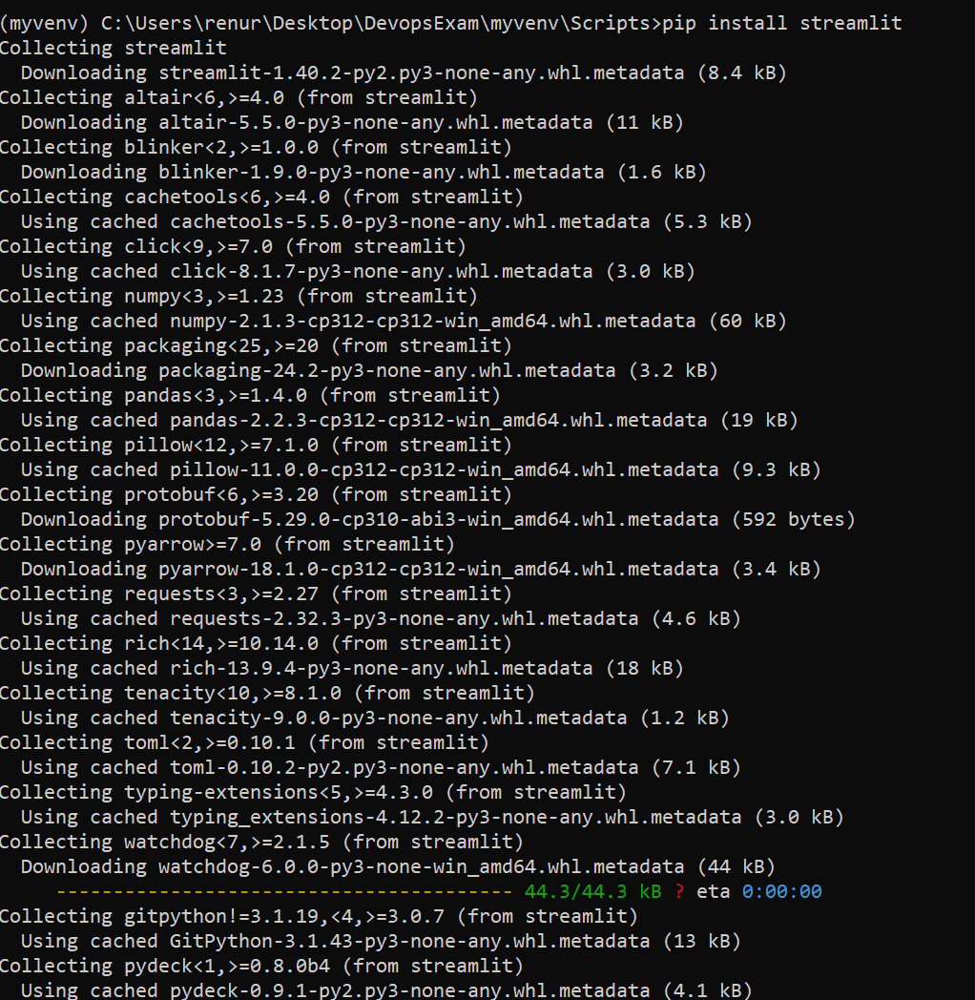 (myvenv) C:\Users\renur\Desktop\DevopsExam\myvenv\Scripts>pip install streamlit
Collecting streamlit
  Downloading streamlit-1.40.2-py2.py3-none-any.whl.metadata (8.4 kB)
Collecting altair<6,>=4.0 (from streamlit)
  Downloading altair-5.5.0-py3-none-any.whl.metadata (11 kB)
Collecting blinker<2,>=1.0.0 (from streamlit)
  Downloading blinker-1.9.0-py3-none-any.whl.metadata (1.6 kB)
Collecting cachetools<6,>=4.0 (from streamlit)
  Using cached cachetools-5.5.0-py3-none-any.whl.metadata (5.3 kB)
Collecting click<9,>=7.0 (from streamlit)
  Using cached click-8.1.7-py3-none-any.whl.metadata (3.0 kB)
Collecting numpy<3,>=1.23 (from streamlit)
  Using cached numpy-2.1.3-cp312-cp312-win_amd64.whl.metadata (60 kB)
Collecting packaging<25,>=20 (from streamlit)
  Downloading packaging-24.2-py3-none-any.whl.metadata (3.2 kB)
Collecting pandas<3,>=1.4.0 (from streamlit)
  Using cached pandas-2.2.3-cp312-cp312-win_amd64.whl.metadata (19 kB)
Collecting pillow<12,>=7.1.0 (from streamlit)
  Using cached pillow-11.0.0-cp312-cp312-win_amd64.whl.metadata (9.3 kB)
Collecting protobuf<6,>=3.20 (from streamlit)
  Downloading protobuf-5.29.0-cp310-abi3-win_amd64.whl.metadata (592 bytes)
Collecting pyarrow>=7.0 (from streamlit)
  Downloading pyarrow-18.1.0-cp312-cp312-win_amd64.whl.metadata (3.4 kB)
Collecting requests<3,>=2.27 (from streamlit)
  Using cached requests-2.32.3-py3-none-any.whl.metadata (4.6 kB)
Collecting rich<14,>=10.14.0 (from streamlit)
  Using cached rich-13.9.4-py3-none-any.whl.metadata (18 kB)
Collecting tenacity<10,>=8.1.0 (from streamlit)
  Using cached tenacity-9.0.0-py3-none-any.whl.metadata (1.2 kB)
Collecting toml<2,>=0.10.1 (from streamlit)
  Using cached toml-0.10.2-py2.py3-none-any.whl.metadata (7.1 kB)
Collecting typing-extensions<5,>=4.3.0 (from streamlit)
  Using cached typing_extensions-4.12.2-py3-none-any.whl.metadata (3.0 kB)
Collecting watchdog<7,>=2.1.5 (from streamlit)
  Downloading watchdog-6.0.0-py3-none-win_amd64.whl.metadata (44 kB)
     ---------------------------------------- 44.3/44.3 kB ? eta 0:00:00
Collecting gitpython!=3.1.19,<4,>=3.0.7 (from streamlit)
  Using cached GitPython-3.1.43-py3-none-any.whl.metadata (13 kB)
Collecting pydeck<1,>=0.8.0b4 (from streamlit)
  Using cached pydeck-0.9.1-py2.py3-none-any.whl.metadata (4.1 kB)